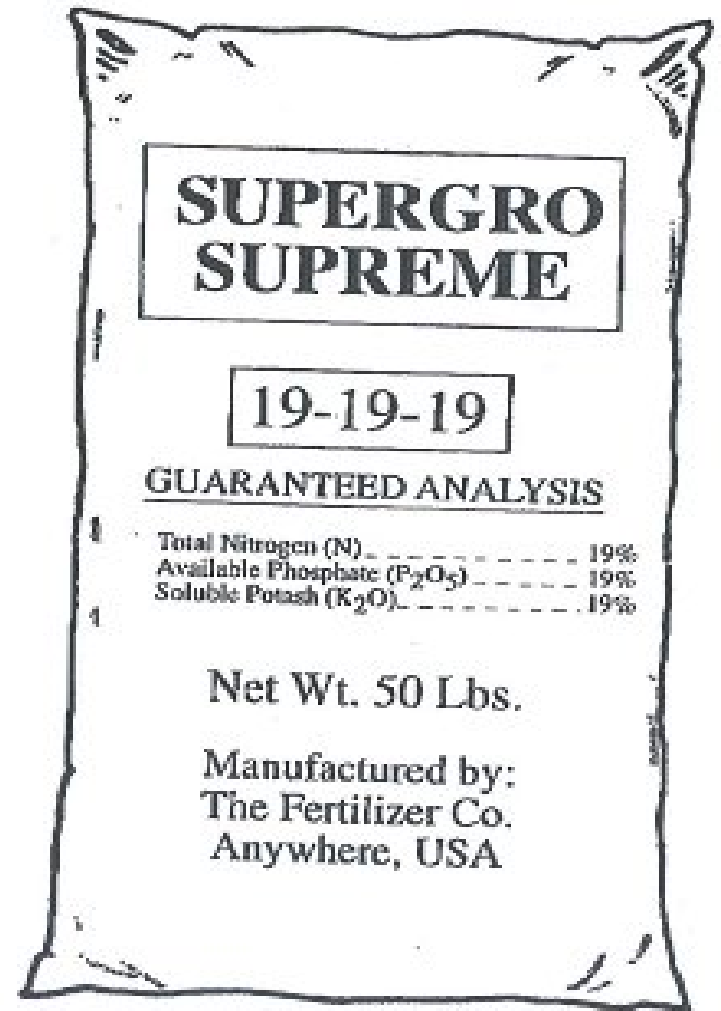 SUPERGRO
SUPREME
19-19-19
GUARANTEED ANALYSIS
Total Nitrogen (N)_ _ _ _ _ _ _ _ _ _ _ _ 19%
Available Phosphate (P2O5)_ _ _ _ _ _ 19%
Soluble Potash (K2O)_ _ _ _ _ _ _ _ _ _ 19%
Net Wt. 50 Lbs.
Manufactured by:
The Fertilizer Co.
Anywhere, USA